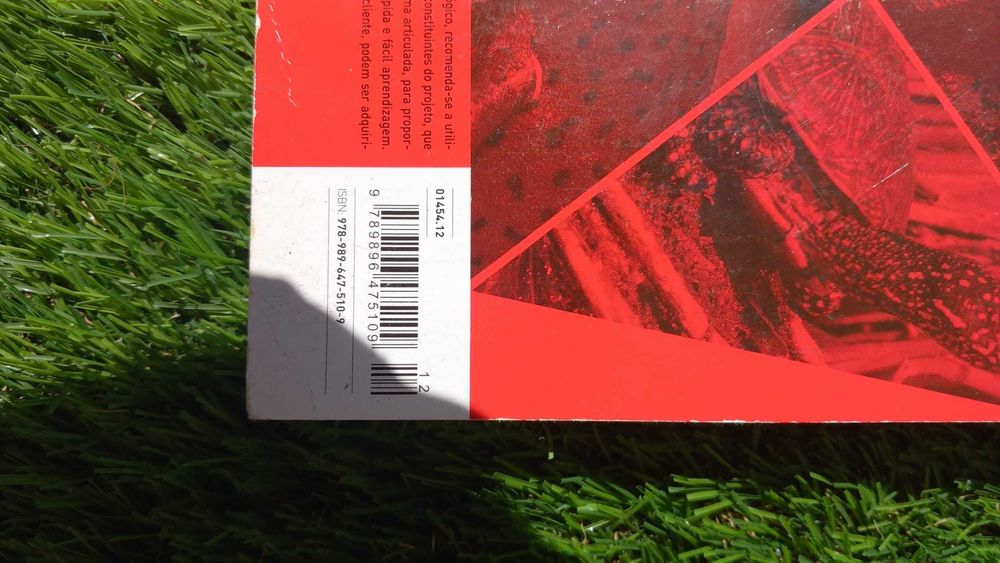 ógico, recomenda-se a utili-
constituintes do projeto, que
ma articulada, para propor-
pida e fácil aprendizagem.
cliente, podem ser adquiri-
01454.12
9 789896 475109
12
ISBN: 978-989-647-510-9